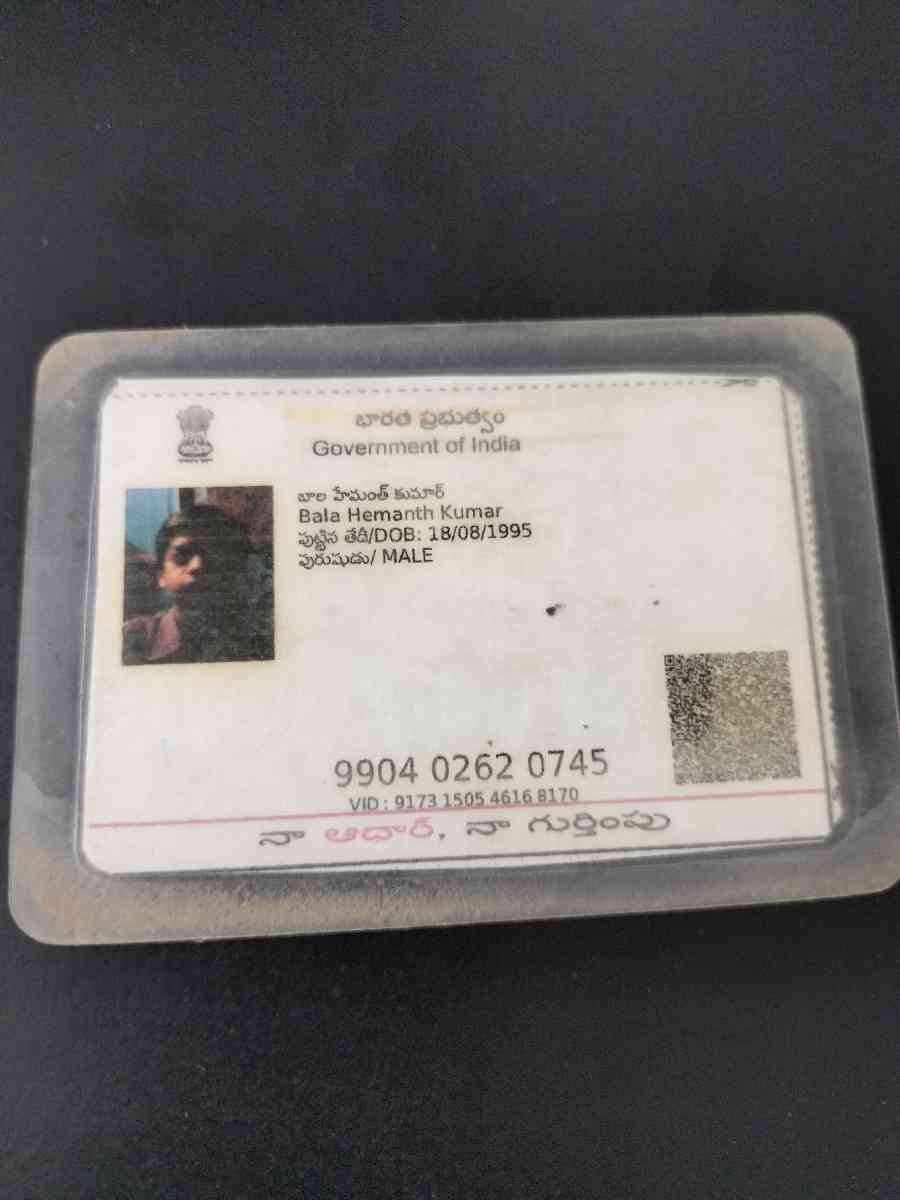 భారత ప్రభుత్వం
Government of India
బాల హేమంత్ కుమార్
Bala Hemanth Kumar
పుట్టిన తేదీ/DOB: 18/08/1995
పురుషుడు/ MALE
9904 0262 0745
VID : 9173 1505 4616 8170
నా ఆధార్, నా గుర్తింపు